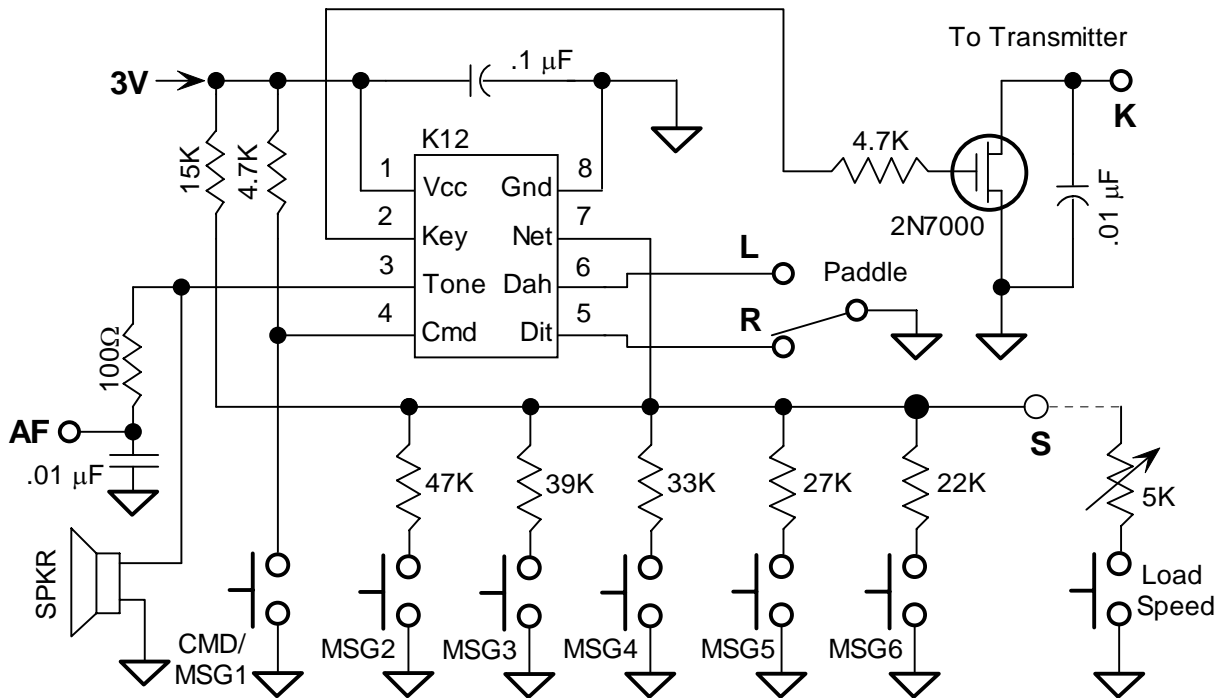 To Transmitter
3V
.1 μF
K
K12
15K
4.7K
4.7K
1
Vcc
Gnd
8
2
Key
Net
7
3
Tone
Dah
6
4
Cmd
Dit
5
2N7000
.01 μF
L
Paddle
R
100Ω
AF
.01 μF
S
47K
39K
33K
27K
22K
5K
SPKR
CMD/
MSG1
MSG2
MSG3
MSG4
MSG5
MSG6
Load
Speed